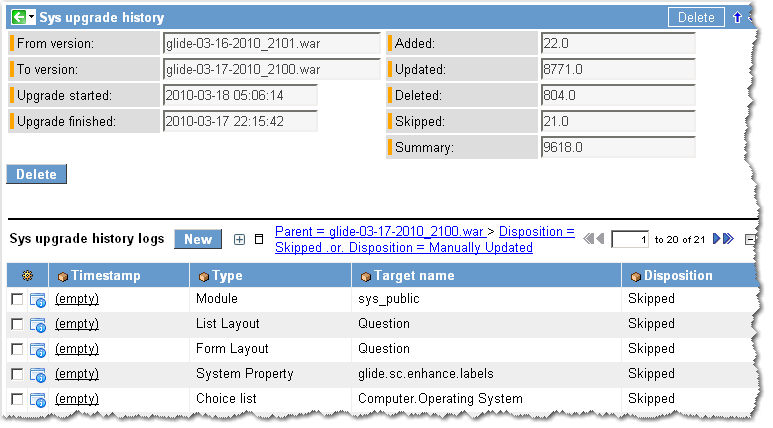 Sys upgrade history
Delete
From version: glide-03-16-2010_2101.war Added: 22.0
To version: glide-03-17-2010_2100.war Updated: 8771.0
Upgrade started: 2010-03-18 05:06:14 Deleted: 804.0
Upgrade finished: 2010-03-17 22:15:42 Skipped: 21.0
Summary: 9618.0
Delete
Sys upgrade history logs New Parent = glide-03-17-2010_2100.war > Disposition =
Skipped .or. Disposition = Manually Updated
1 to 20 of 21
Timestamp Type Target name Disposition
(empty) Module sys_public Skipped
(empty) List Layout Question Skipped
(empty) Form Layout Question Skipped
(empty) System Property glide.sc.enhance.labels Skipped
(empty) Choice list Computer.Operating System Skipped